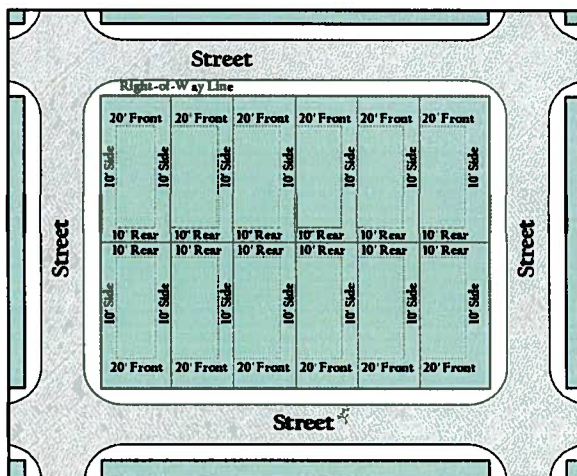 Street
Right-of-Way Line
20' Front 20' Front 20' Front 20' Front 20' Front 20' Front
10' Side 10' Side 10' Side 10' Side 10' Side 10' Side 10' Side
10' Rear 10' Rear 10' Rear 10' Rear 10' Rear 10' Rear
10' Rear 10' Rear 10' Rear 10' Rear 10' Rear 10' Rear
10' Side 10' Side 10' Side 10' Side 10' Side 10' Side 10' Side
20' Front 20' Front 20' Front 20' Front 20' Front 20' Front
Street
Street
Street